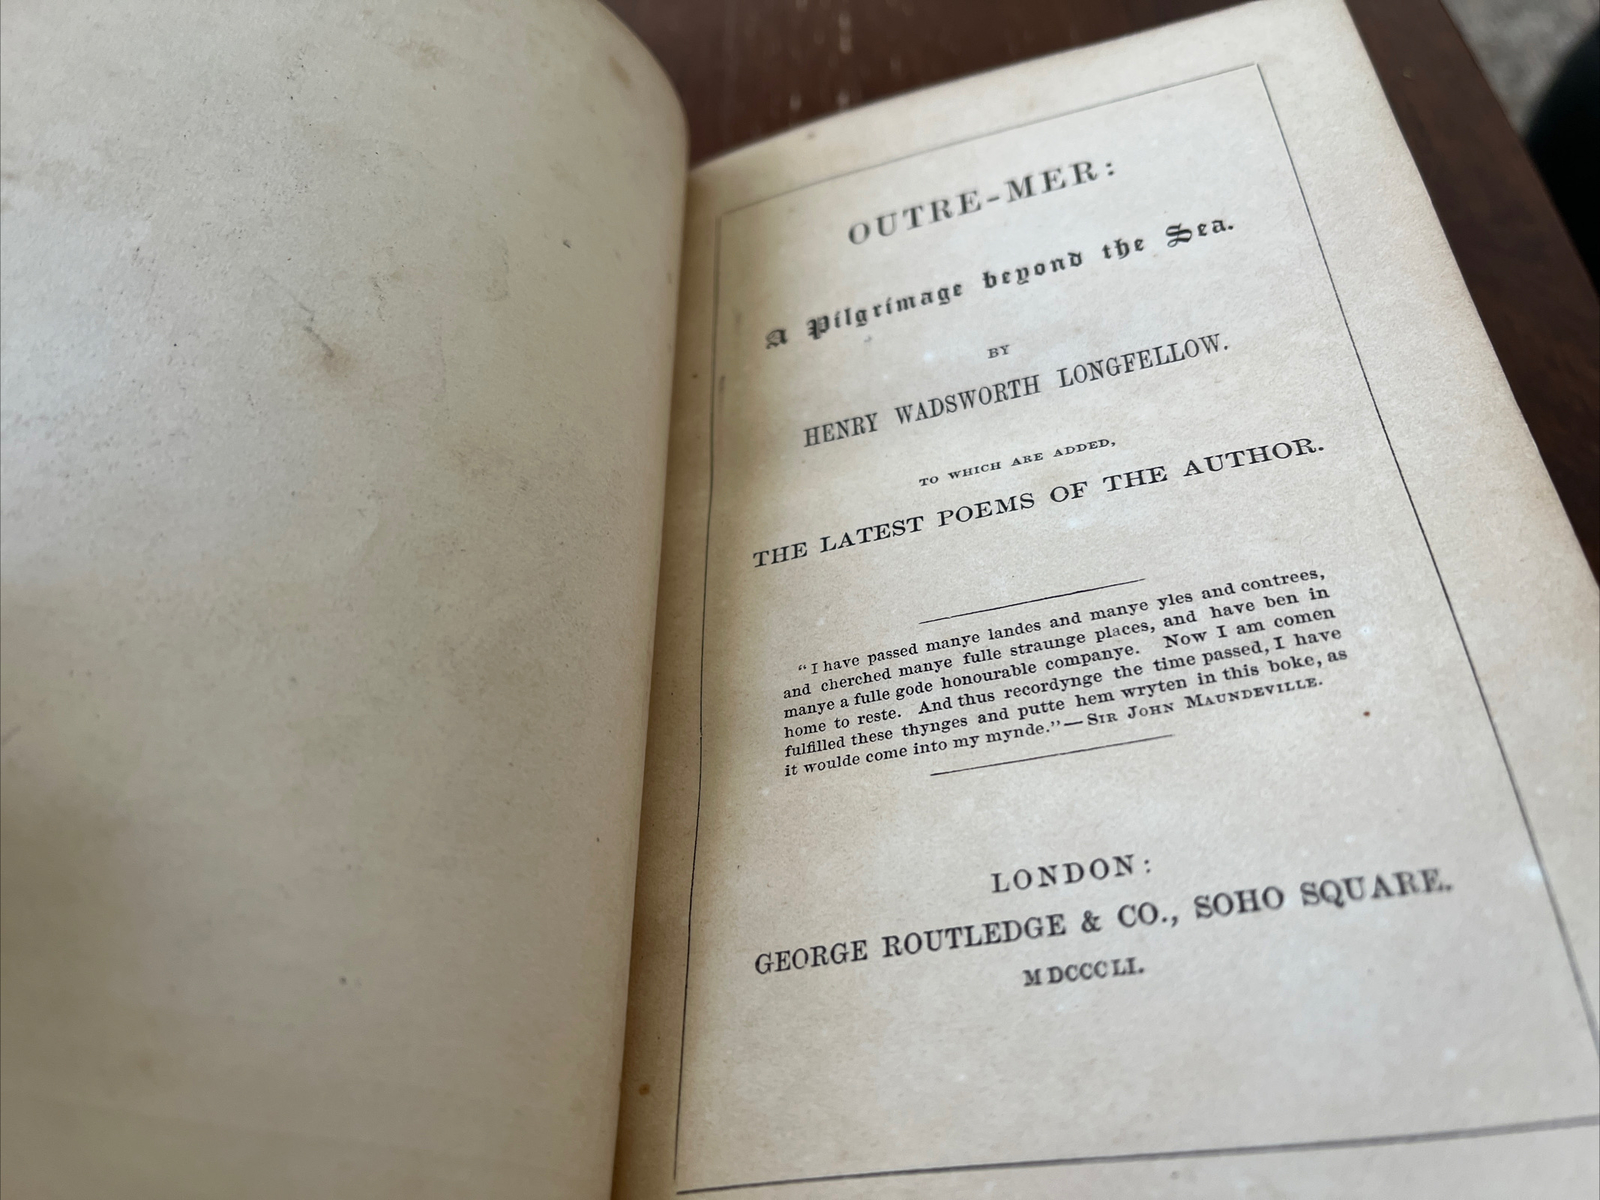 OUTRE-MER:
A Pilgrimage beyond the Sea.
BY
HENRY WADSWORTH LONGFELLOW.
TO WHICH ARE ADDED,
THE LATEST POEMS OF THE AUTHOR.
“I have passed manye landes and manye yles and contrees,
and cherched manye fulle straunge places, and have ben in
manye a fulle gode honourable companye. Now I am comen
home to reste. And thus recordynge the time passed, I have
fulfilled these thynges and putte hem wryten in this boke, as
it woulde come into my mynde.”—SIR JOHN MAUNDEVILLE.
LONDON:
GEORGE ROUTLEDGE & CO., SOHO SQUARE.
MDCCCLI.